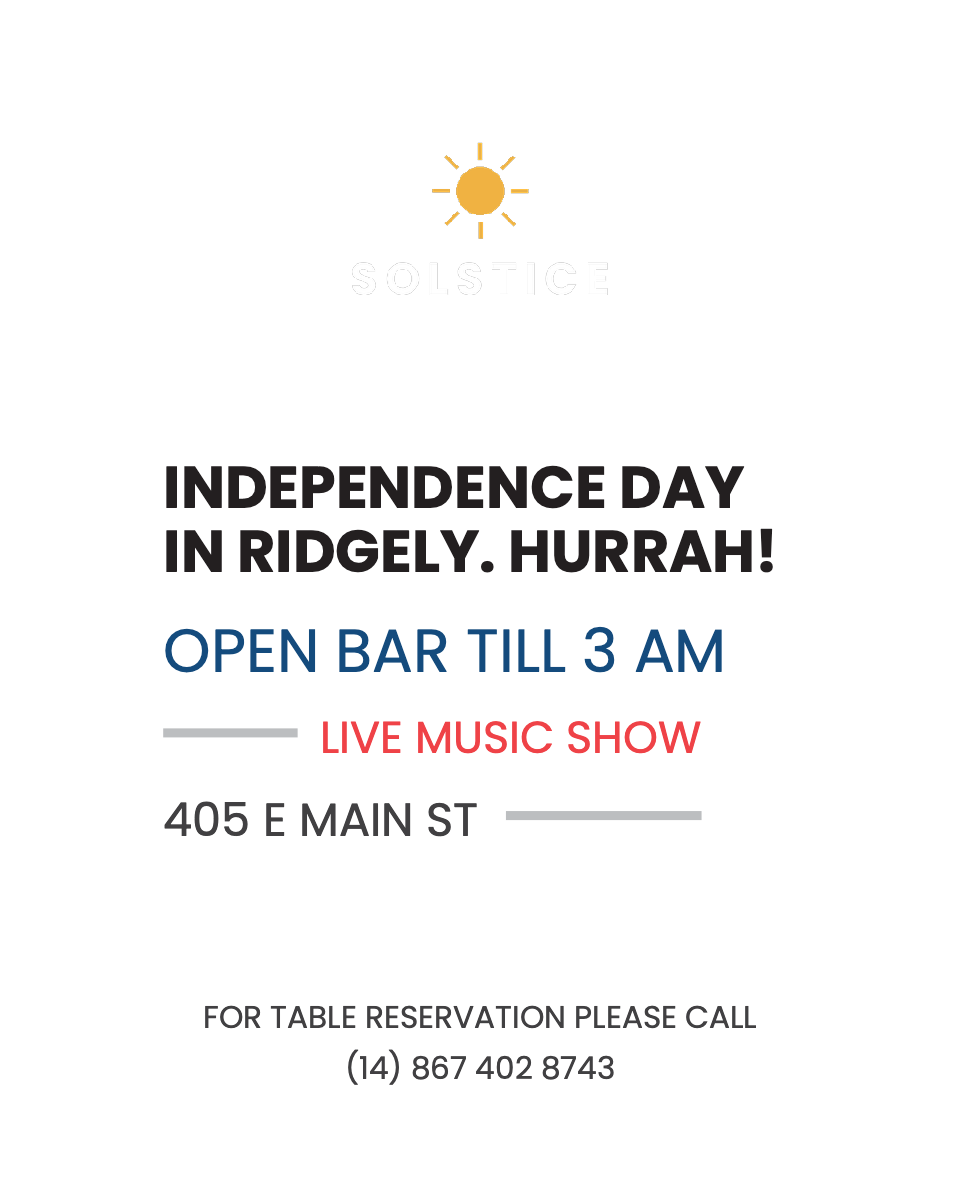 SOLSTICE
INDEPENDENCE DAY
IN RIDGELY. HURRAH!
OPEN BAR TILL 3 AM
LIVE MUSIC SHOW
405 E MAIN ST
FOR TABLE RESERVATION PLEASE CALL
(14) 867 402 8743